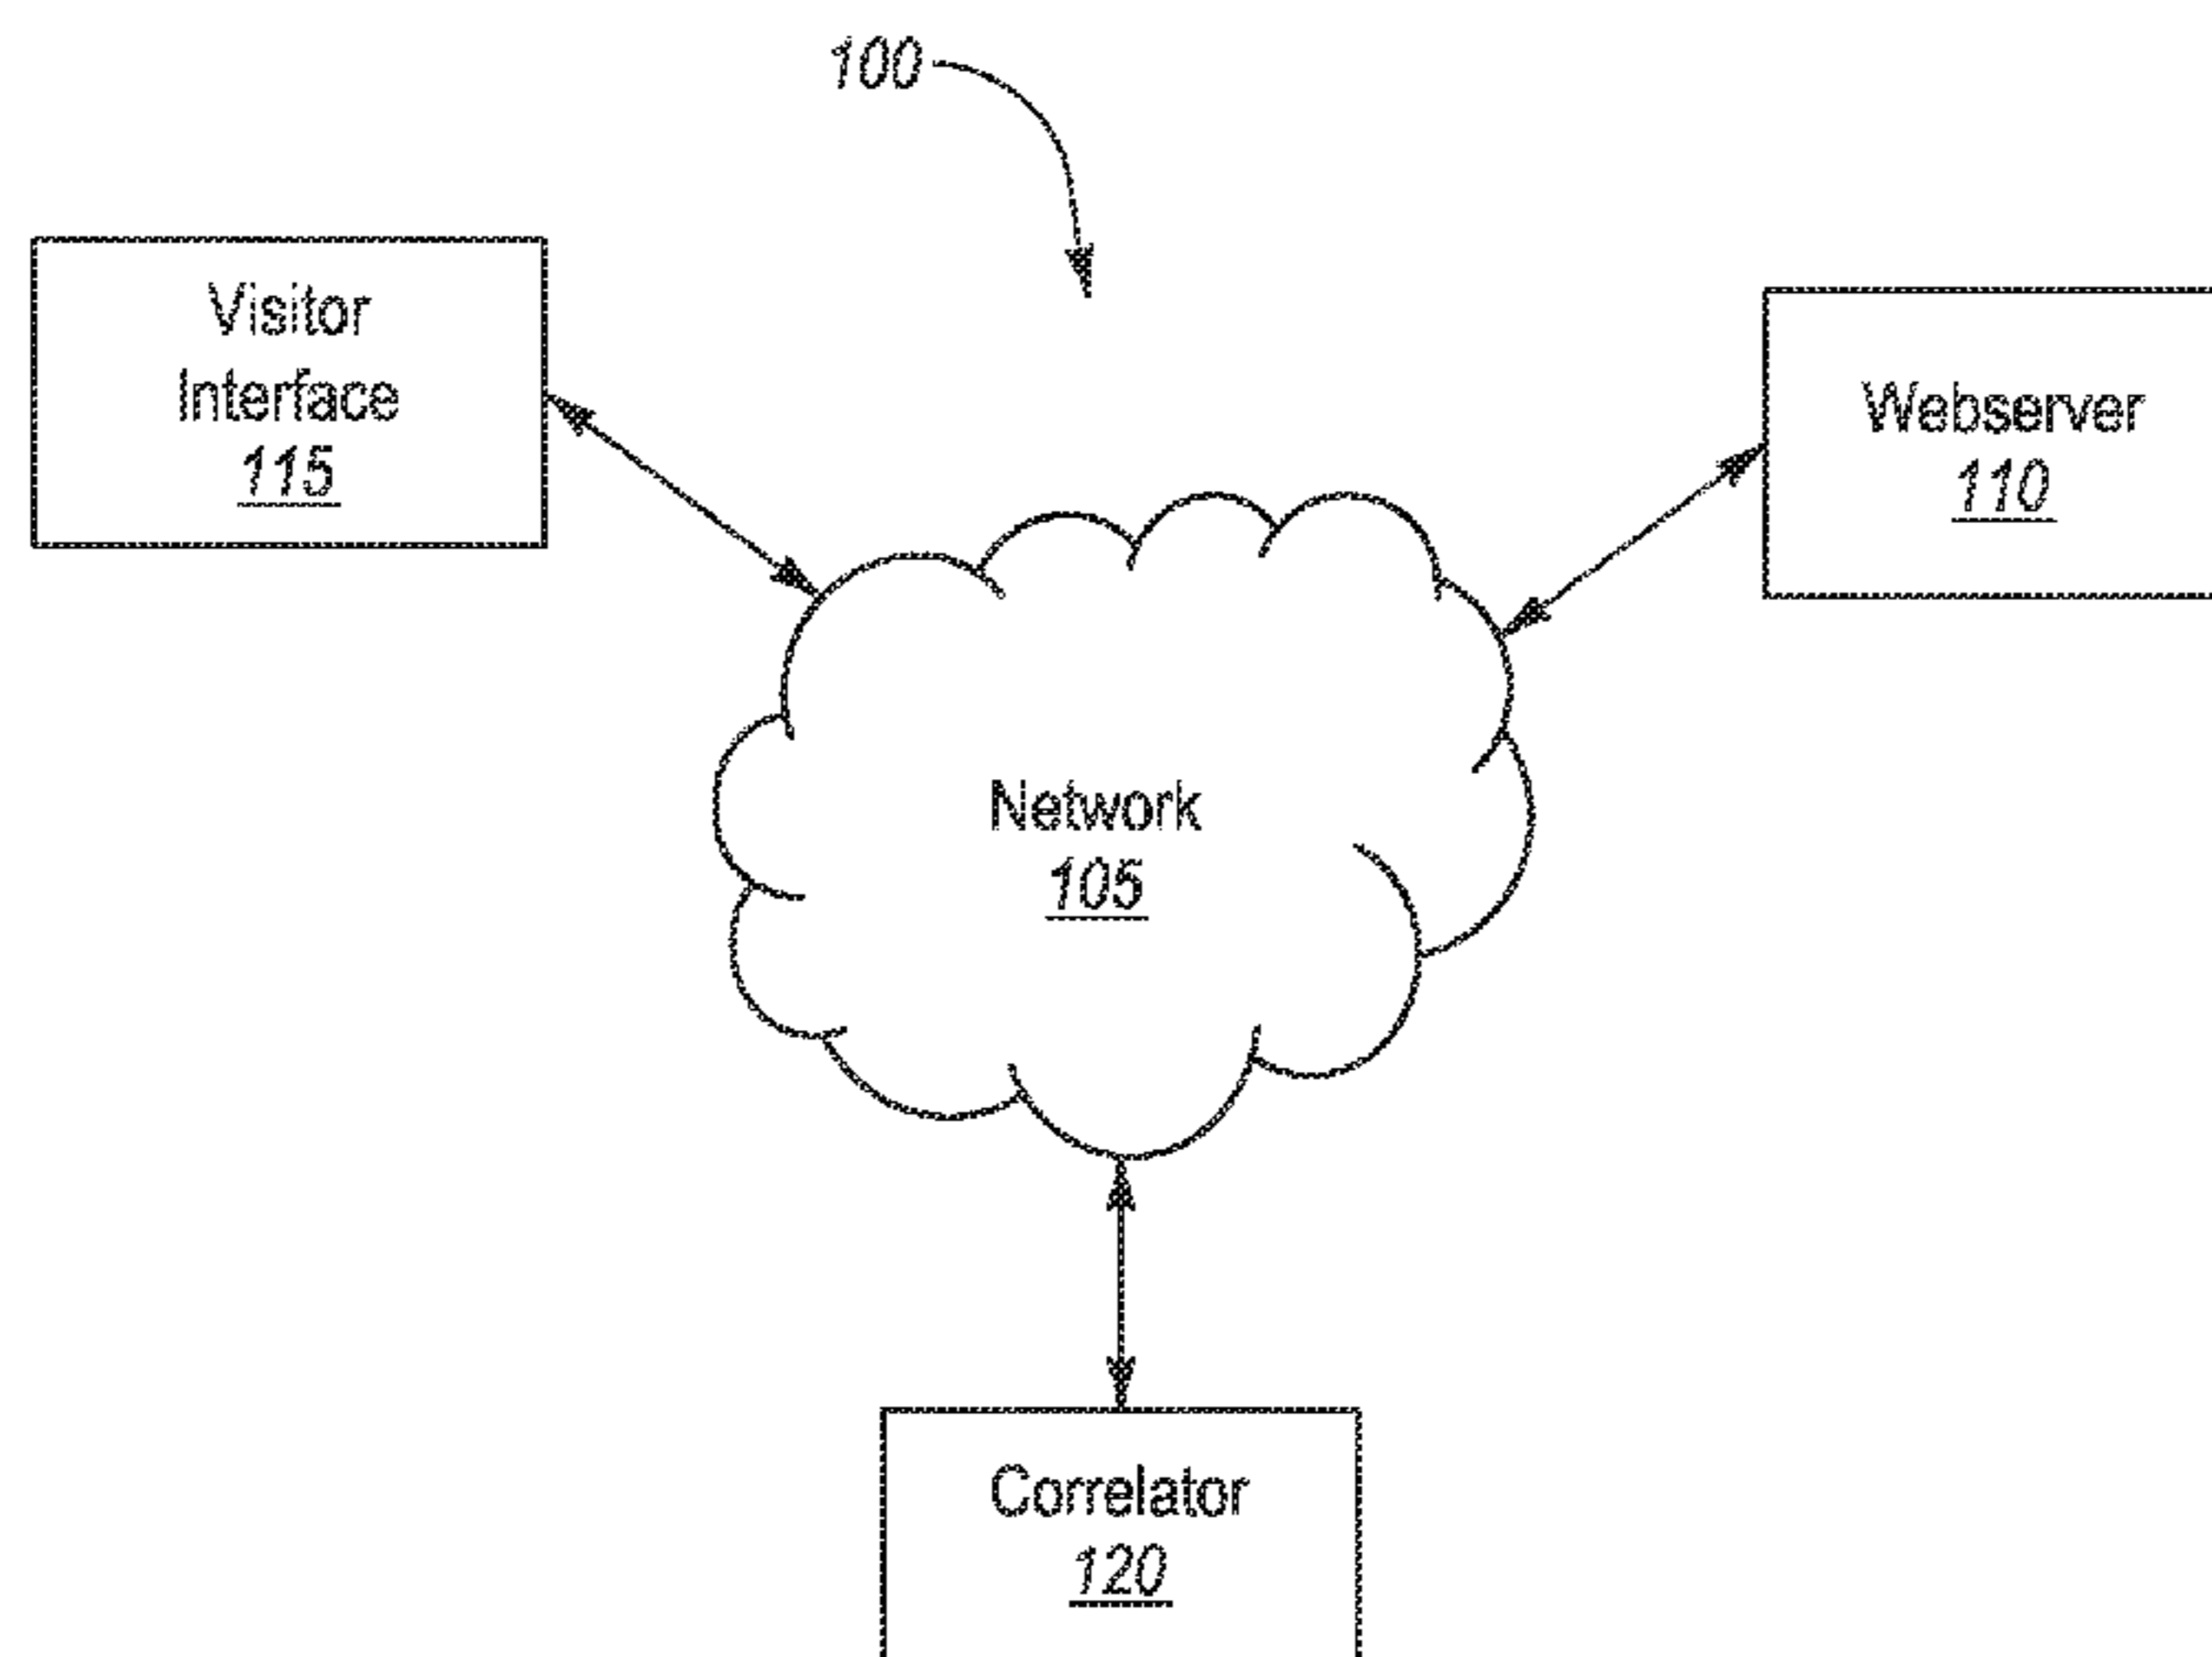 100
Visitor
Interface
115
Webserver
110
Network
105
Correlator
120